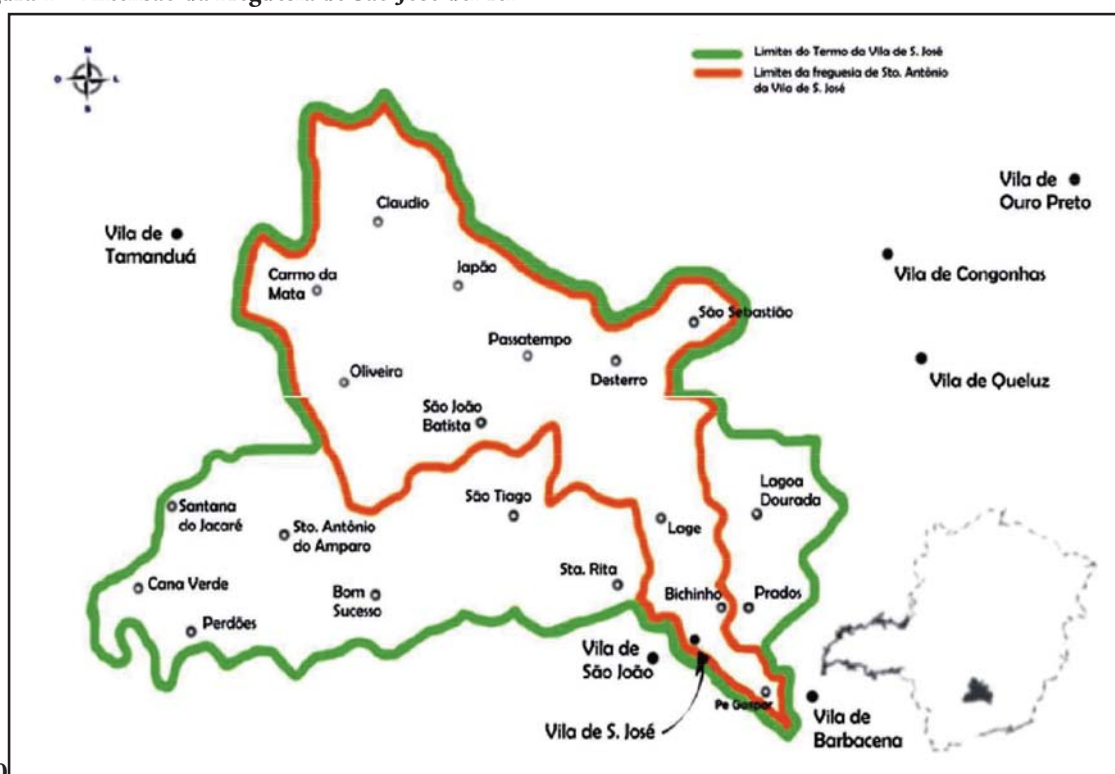 N
O
L
S
Limites do Termo da Vila de S. José
Limites da freguesia de Sto. Antônio
da Vila de S. José
Vila de
Ouro Preto
Claudio
Vila de
Tamanduá
Vila de Congonhas
Carmo da
Mata
Japão
São Sebastião
Passatempo
Desterro
Vila de Queluz
Oliveira
São João
Batista
Lagoa
Dourada
Santana
do Jacaré
São Tiago
Sto. Antônio
do Amparo
Lage
Sta. Rita
Cana Verde
Bom
Sucesso
Bichinho
Prados
Perdões
Vila de
São João
Pe Gaspar
Vila de S. José
Vila de
Barbacena